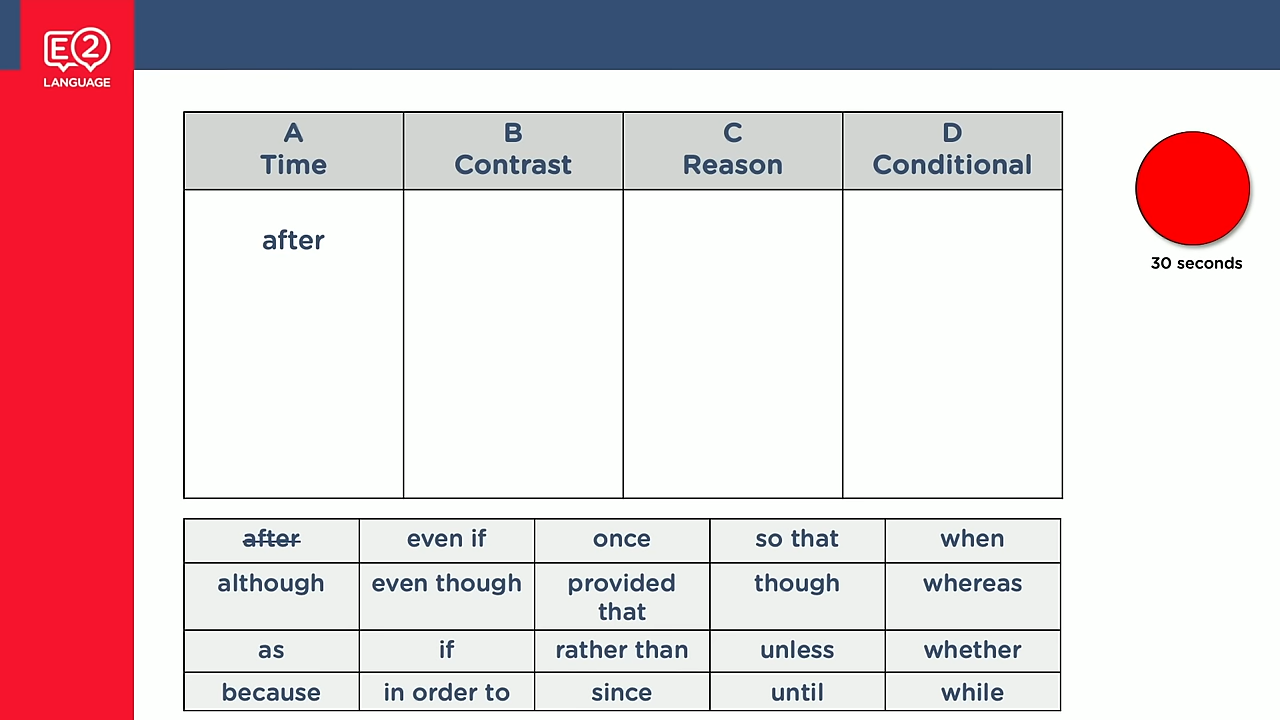 E2
LANGUAGE
A B C D
Time Contrast Reason Conditional
after
30 seconds
after even if once so that when
although even though provided that though whereas
as if rather than unless whether
because in order to since until while